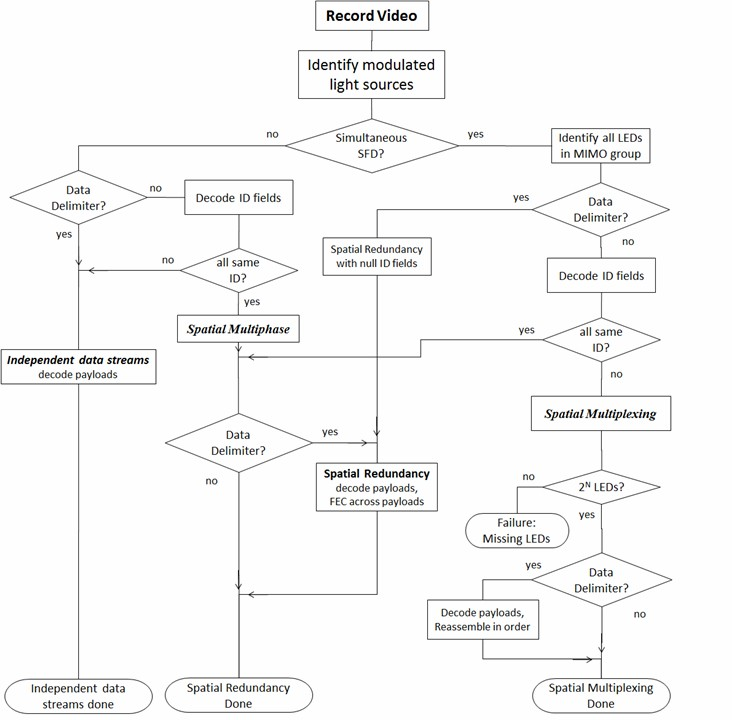 Record Video
Identify modulated
light sources
Simultaneous
SFD?
no
yes
Identify all LEDs
in MIMO group
Data
Delimiter?
no
yes
Decode ID fields
all same
ID?
no
yes
Spatial Multiphase
Independent data streams
decode payloads
Data
Delimiter?
yes
no
Spatial Redundancy
with null ID fields
Decode ID fields
all same
ID?
yes
no
Spatial Multiplexing
Data
Delimiter?
yes
no
Spatial Redundancy
decode payloads,
FEC across payloads
2ᴺ LEDs?
no
yes
Failure:
Missing LEDs
Data
Delimiter?
yes
no
Decode payloads,
Reassemble in order
Independent data
streams done
Spatial Redundancy
Done
Spatial Multiplexing
Done